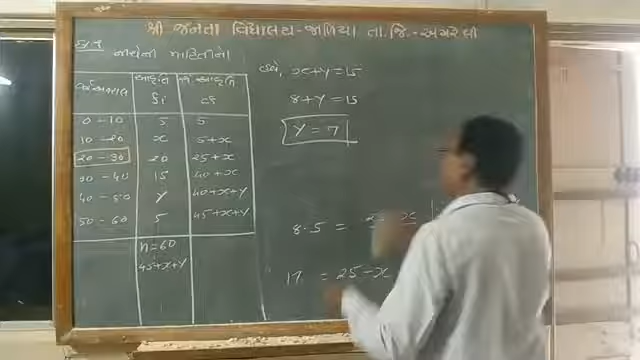 શ્રી જનતા વિદ્યાલય-જાળિયા તા.જિ.-અમરેલી
નીચેની માહિતીનો
વર્ગઅંતરાલ આવૃત્તિ fi સં. આવૃત્તિ cf
0-10 5 5
10-20 x 5+x
20-30 20 25+x
30-40 15 40+x
40-50 y 40+x+y
50-60 5 45+x+y
n=60
45+x+y
હવે, x+y=15
8+y=15
y=7
8.5 =
17 = 25-x